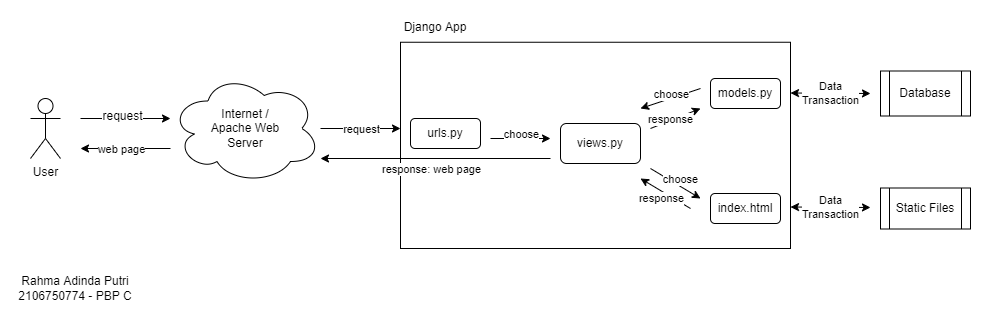 Django App
request
web page
User
Internet /
Apache Web
Server
request
urls.py
choose
response: web page
views.py
choose
response
models.py
Data
Transaction
Database
choose
response
index.html
Data
Transaction
Static Files
Rahma Adinda Putri
2106750774 - PBP C